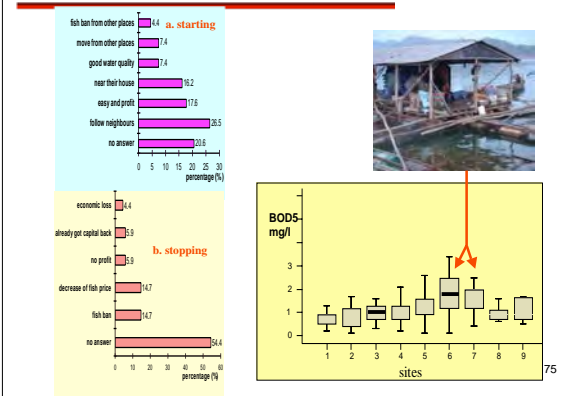 a. starting
fish ban from other places 4.4
move from other places 7.4
good water quality 7.4
near their house 16.2
easy and profit 17.6
follow neighbours 26.5
no answer 20.6
0 5 10 15 20 25 30
percentage (%)
b. stopping
economic loss 4.4
already got capital back 5.9
no profit 5.9
decrease of fish price 14.7
fish ban 14.7
no answer 54.4
0 10 20 30 40 50 60
percentage (%)
BOD5
mg/l
3
2
1
0
1 2 3 4 5 6 7 8 9
sites
75